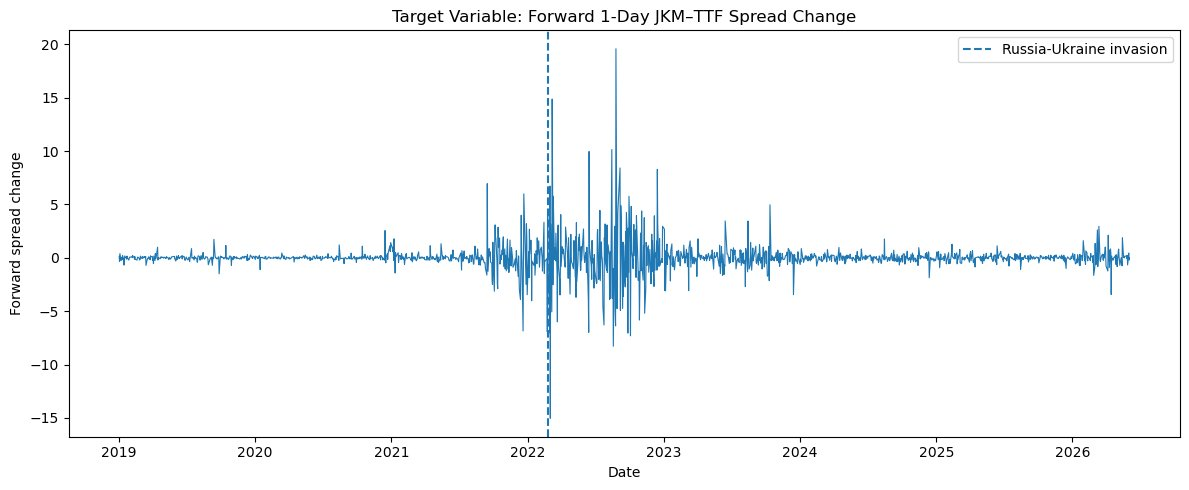 Target Variable: Forward 1-Day JKM–TTF Spread Change
Russia-Ukraine invasion
Forward spread change
20
15
10
5
0
−5
−10
−15
2019 2020 2021 2022 2023 2024 2025 2026
Date